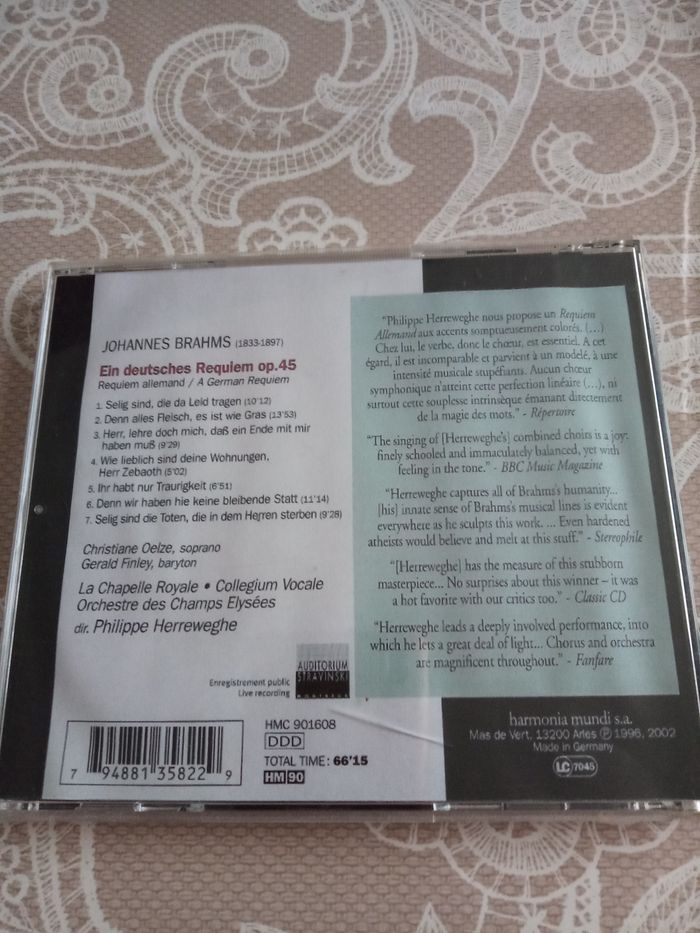 JOHANNES BRAHMS (1833-1897)
Ein deutsches Requiem op.45
Requiem allemand / A German Requiem
1. Selig sind, die da Leid tragen (10'12)
2. Denn alles Fleisch, es ist wie Gras (13'53)
3. Herr, lehre doch mich, daß ein Ende mit mir
haben muß (9'29)
4. Wie lieblich sind deine Wohnungen,
Herr Zebaoth (5'02)
5. Ihr habt nur Traurigkeit (6'51)
6. Denn wir haben hie keine bleibende Statt (11'14)
7. Selig sind die Toten, die in dem Herren sterben (9'28)
Christiane Oelze, soprano
Gerald Finley, baryton
La Chapelle Royale • Collegium Vocale
Orchestre des Champs Elysées
dir. Philippe Herreweghe
Enregistrement public
Live recording
AUDITORIUM
STRAVINSKI
MONTREUX
7 94881 35822 9
HMC 901608
DDD
TOTAL TIME : 66'15
HM 90
"Philippe Herreweghe nous propose un Requiem
Allemand aux accents somptueusement colorés. (…)
Chez lui, le verbe, donc le chœur, est essentiel. A cet
égard, il est incomparable et parvient à un modelé, à une
intensité musicale stupéfiants. Aucun chœur
symphonique n'atteint cette perfection linéaire (…), ni
surtout cette souplesse intrinsèque émanant directement
de la magie des mots." - Répertoire
"The singing of [Herreweghe's] combined choirs is a joy:
finely schooled and immaculately balanced, yet with
feeling in the tone." - BBC Music Magazine
"Herreweghe captures all of Brahms's humanity...
[his] innate sense of Brahms's musical lines is evident
everywhere as he sculpts this work. ... Even hardened
atheists would believe and melt at this stuff." - Stereophile
"[Herreweghe] has the measure of this stubborn
masterpiece... No surprises about this winner – it was
a hot favorite with our critics too." - Classic CD
"Herreweghe leads a deeply involved performance, into
which he lets a great deal of light... Chorus and orchestra
are magnificent throughout." - Fanfare
harmonia mundi s.a.
Mas de Vert, 13200 Arles ℗ 1996, 2002
Made in Germany
LC 7045